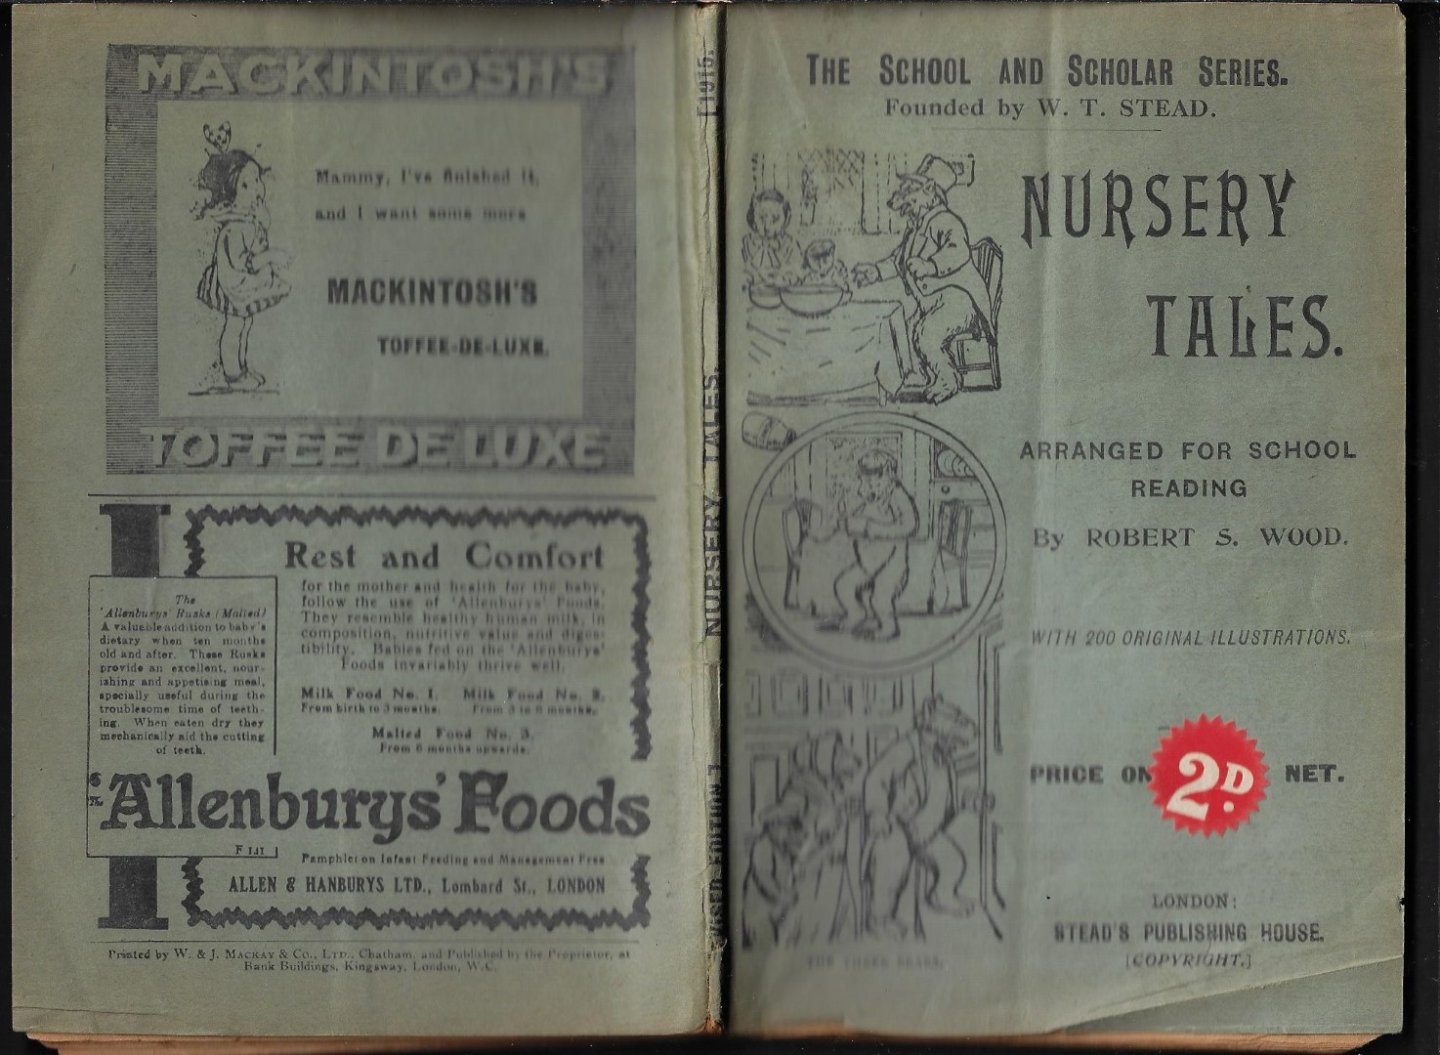 MACKINTOSH'S
Mammy, I've finished it,
and I want some more
MACKINTOSH'S
TOFFEE-DE-LUXE.
TOFFEE DE LUXE
Rest and Comfort
for the mother and health for the baby,
follow the use of 'Allenburys' Foods.
They resemble healthy human milk, in
composition, nutritive value and diges-
tibility. Babies fed on the 'Allenburys'
Foods invariably thrive well.
Milk Food No. 1. Milk Food No. 2.
From birth to 3 months. From 3 to 6 months.
Malted Food No. 3.
From 6 months upwards.
The
'Allenburys' Rusks (Malted)
A valuable addition to baby's
dietary when ten months
old and after. These Rusks
provide an excellent, nour-
ishing and appetising meal,
specially useful during the
troublesome time of teeth-
ing. When eaten dry they
mechanically aid the cutting
of teeth.
'Allenburys' Foods
F 141
Pamphlet on Infant Feeding and Management Free
ALLEN & HANBURYS LTD., Lombard St., LONDON
Printed by W. & J. MACKAY & Co., LTD., Chatham, and Published by the Proprietor, at
Bank Buildings, Kingsway, London, W.C.
[1915.
NURSERY TALES.
THE SCHOOL AND SCHOLAR SERIES.
Founded by W. T. STEAD.
NURSERY
TALES.
ARRANGED FOR SCHOOL
READING
By ROBERT S. WOOD.
WITH 200 ORIGINAL ILLUSTRATIONS.
PRICE ON 2D. NET.
LONDON:
STEAD'S PUBLISHING HOUSE.
[COPYRIGHT.]
THE THREE BEARS.